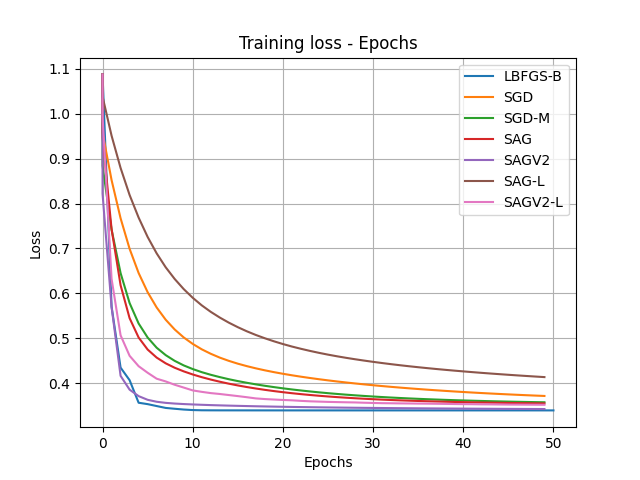 Training loss - Epochs
1.1
1.0
0.9
0.8
0.7
0.6
0.5
0.4
Loss
LBFGS-B
SGD
SGD-M
SAG
SAGV2
SAG-L
SAGV2-L
0 10 20 30 40 50
Epochs